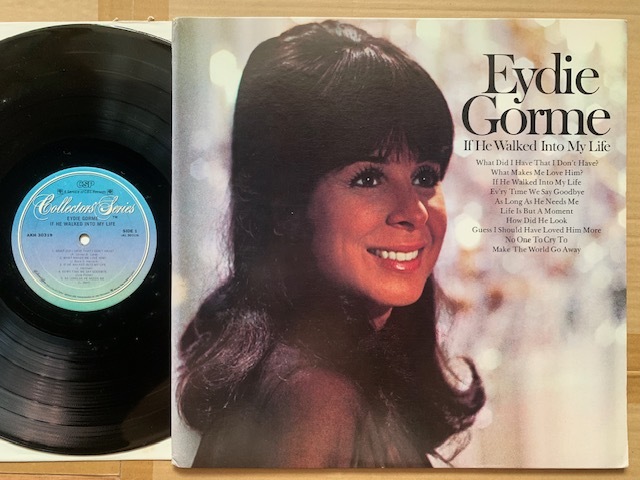 CSP
Collectors' Series
EYDIE GORME
IF HE WALKED INTO MY LIFE
SIDE 1
Eydie
Gorme
If He Walked Into My Life
What Did I Have That I Don't Have?
What Makes Me Love Him?
If He Walked Into My Life
Ev'ry Time We Say Goodbye
As Long As He Needs Me
Life Is But A Moment
How Did He Look
Guess I Should Have Loved Him More
No One To Cry To
Make The World Go Away